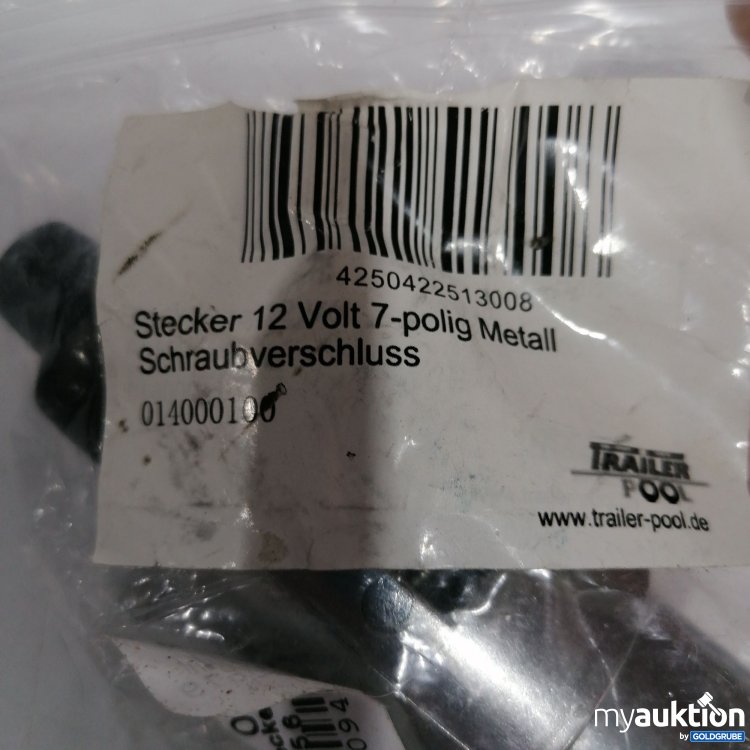 4250422513008
Stecker 12 Volt 7-polig Metall
Schraubverschluss
014000100
TRAILER
POOL
www.trailer-pool.de
myauktion
by GOLDGRUBE